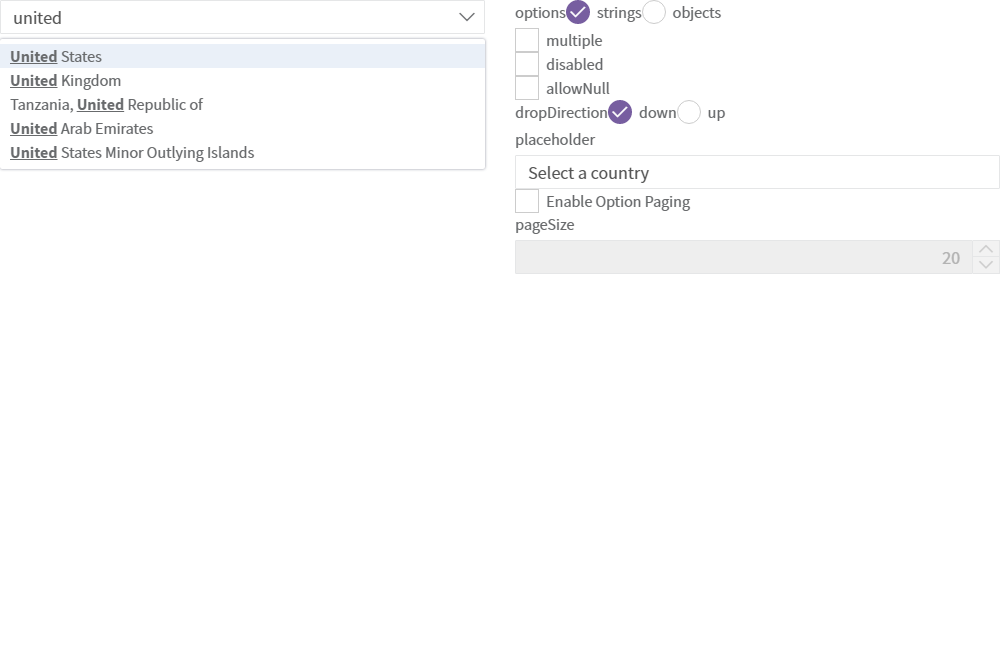 united
United States
United Kingdom
Tanzania, United Republic of
United Arab Emirates
United States Minor Outlying Islands
options strings objects
multiple
disabled
allowNull
dropDirection down up
placeholder
Select a country
Enable Option Paging
pageSize
20